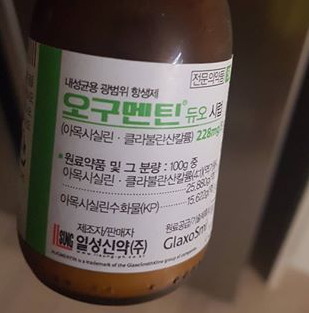 내성균용 광범위 항생제
전문의약품
오구멘틴® 듀오 시럽
(아목시실린 · 클라불란산칼륨) 228mg/
* 원료약품 및 그 분량 : 100g 중
아목시실린 · 클라불란산칼륨(4:1)
아목시실린수화물(KP)
제조자/판매자
ILSUNG 일성신약(주)
GlaxoSm